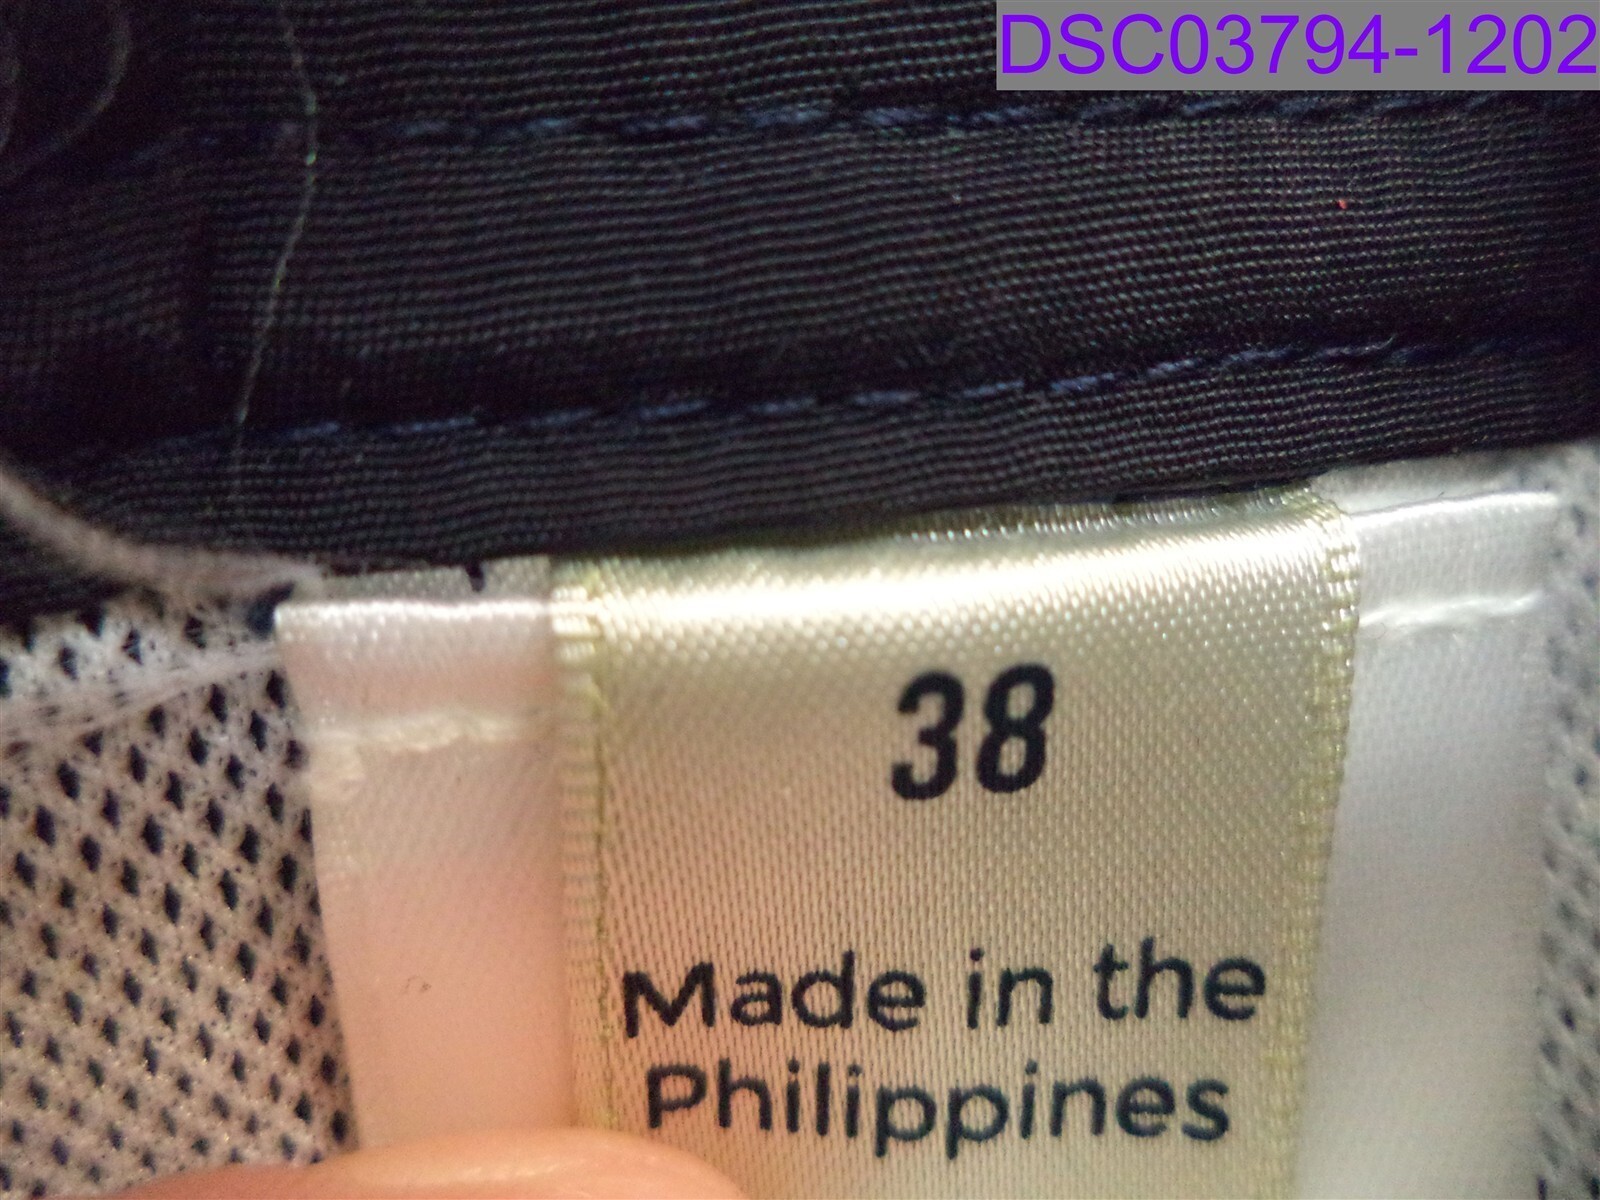 DSC03794-1202
38
Made in the
Philippines